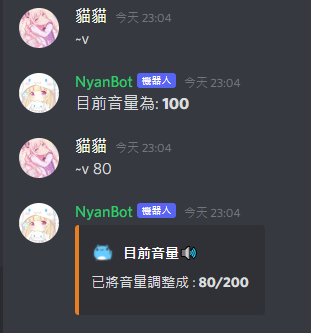 貓貓 今天 23:04
~v
NyanBot 機器人 今天 23:04
目前音量為: 100
貓貓 今天 23:04
~v 80
NyanBot 機器人 今天 23:04
目前音量🔊
已將音量調整成 : 80/200